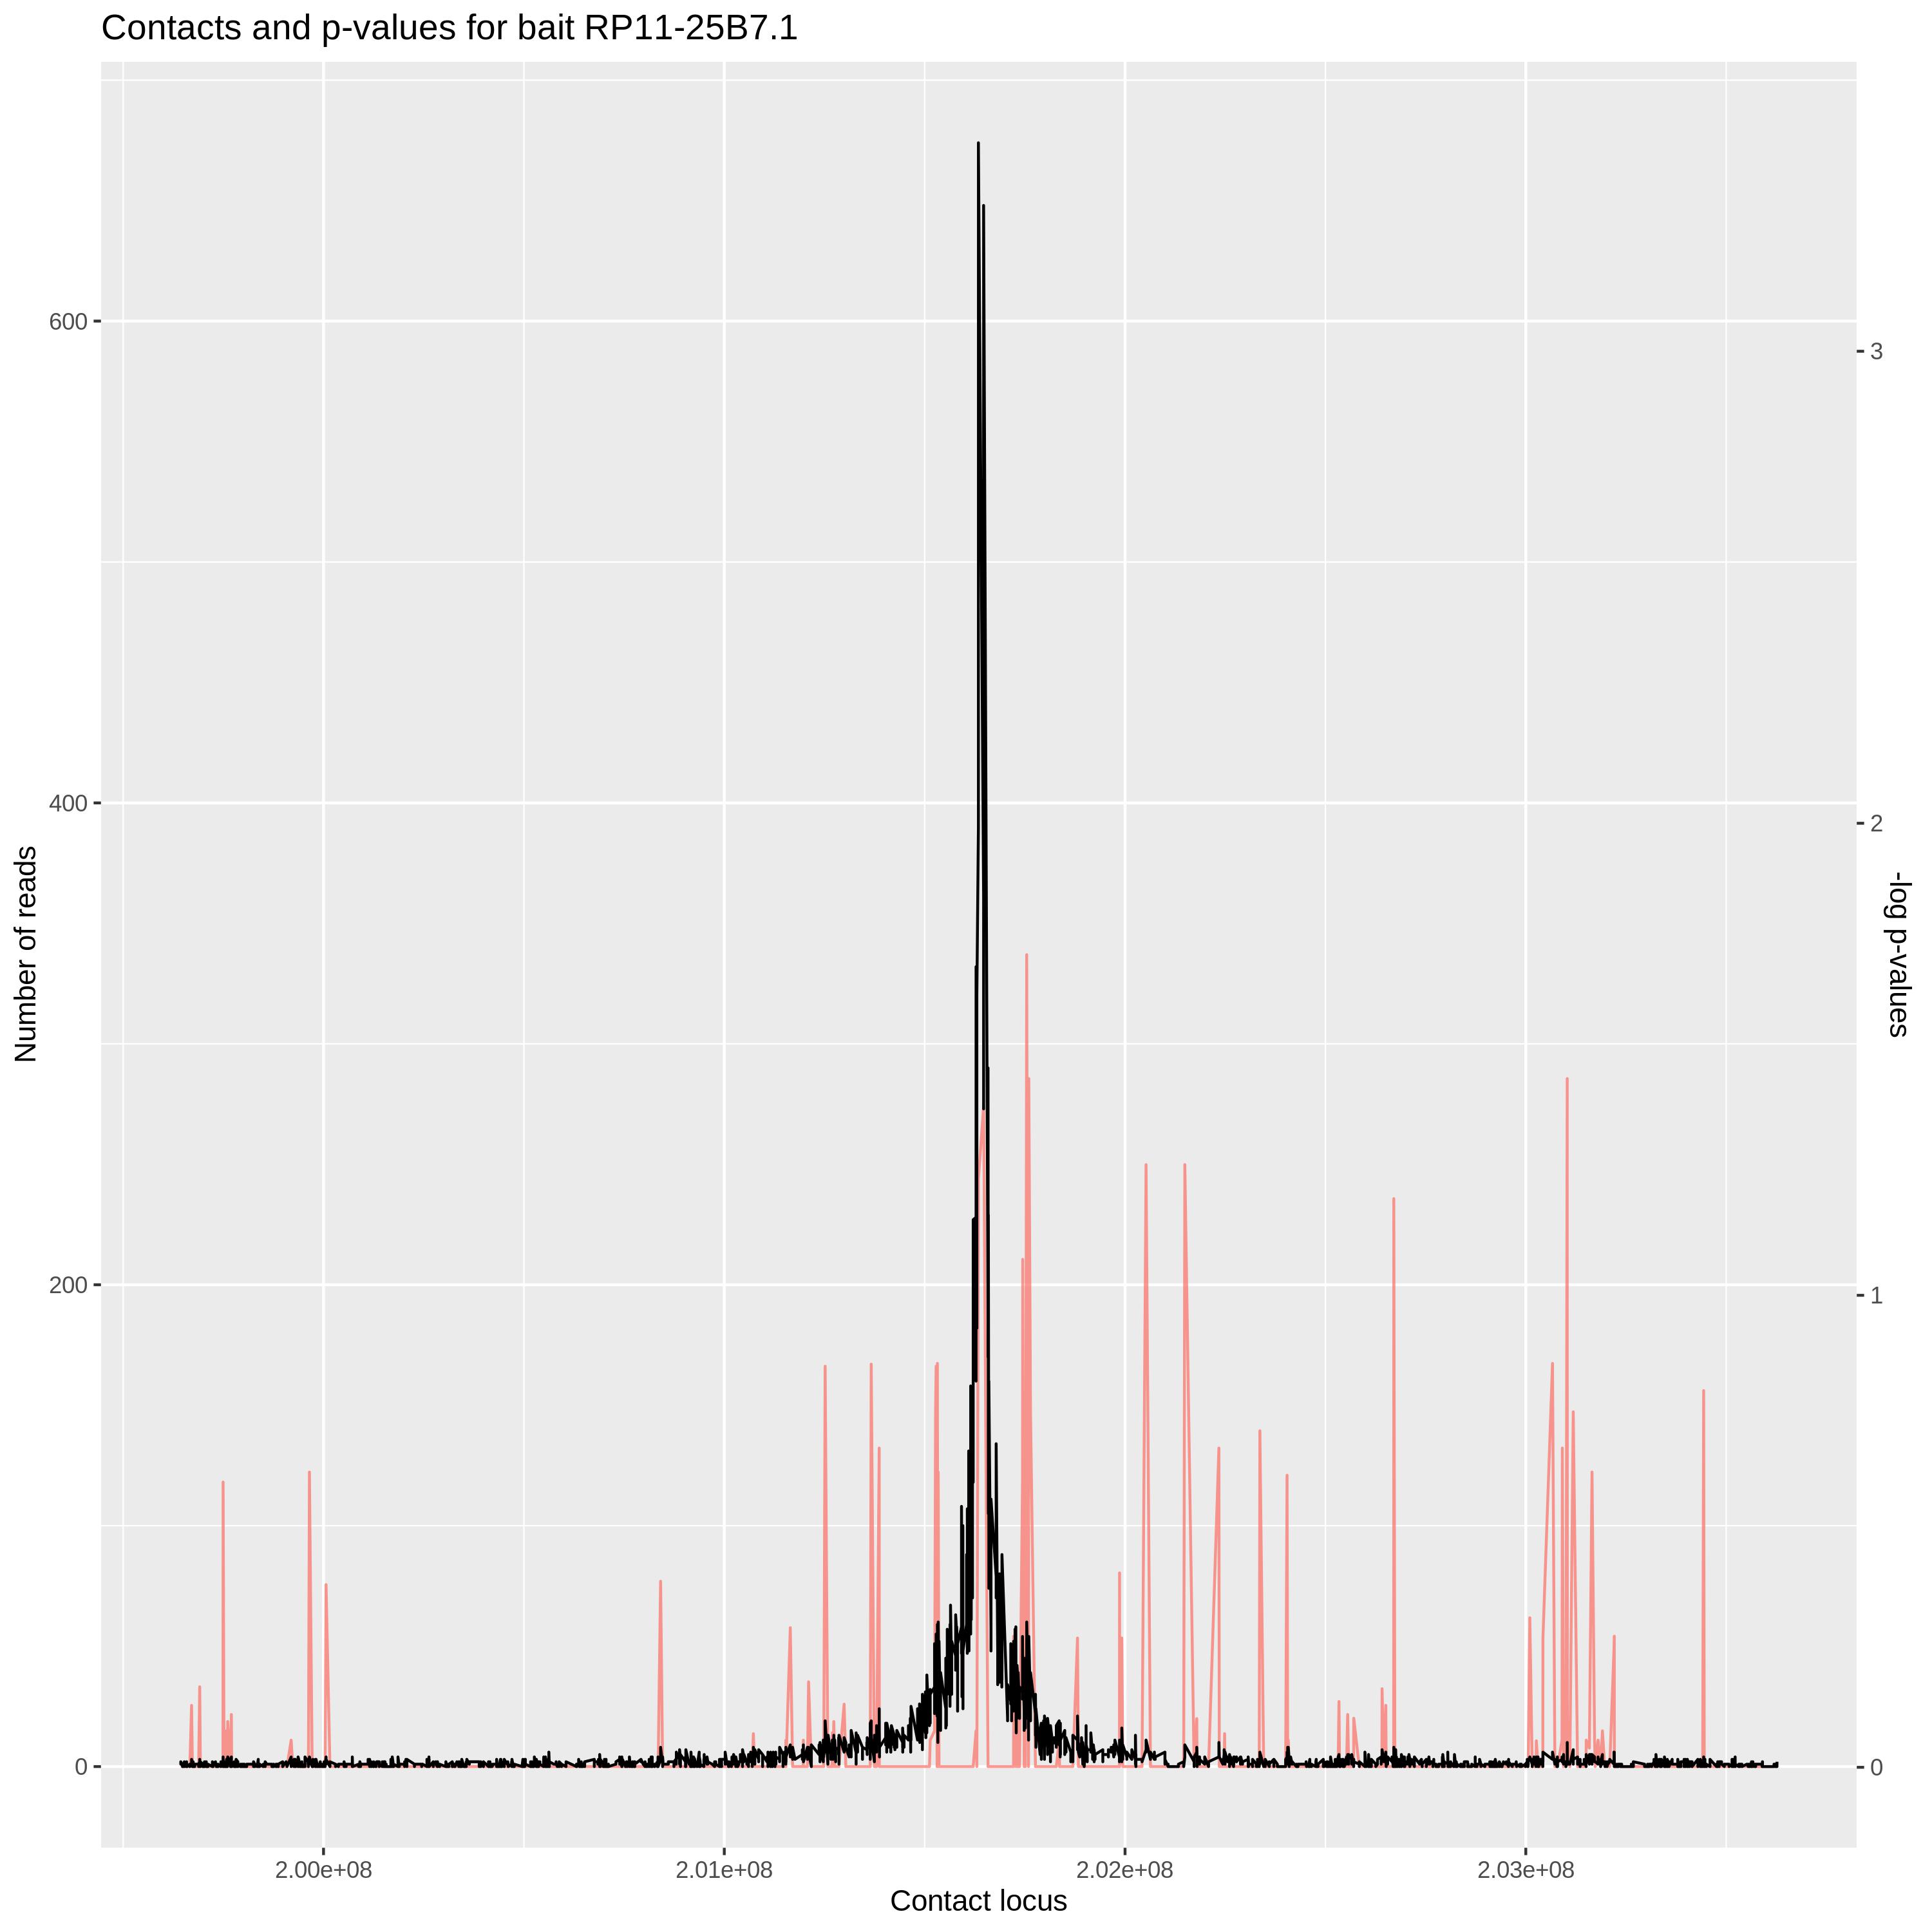 Contacts and p-values for bait RP11-25B7.1
Number of reads
600
400
200
0
3
2
1
0
-log p-values
2.00e+08
2.01e+08
2.02e+08
2.03e+08
Contact locus